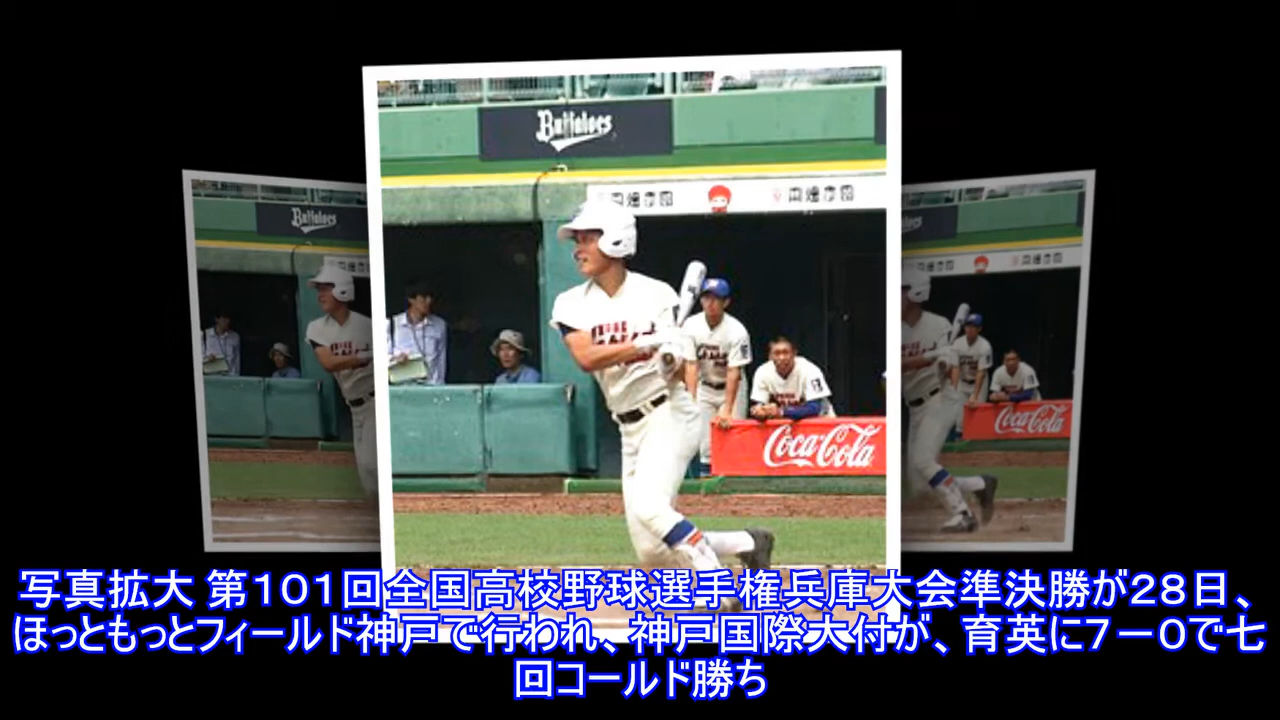 Buffaloes
Coca-Cola
写真拡大 第101回全国高校野球選手権兵庫大会準決勝が28日、
ほっともっとフィールド神戸で行われ、神戸国際大付が、育英に7－0で七
回コールド勝ち